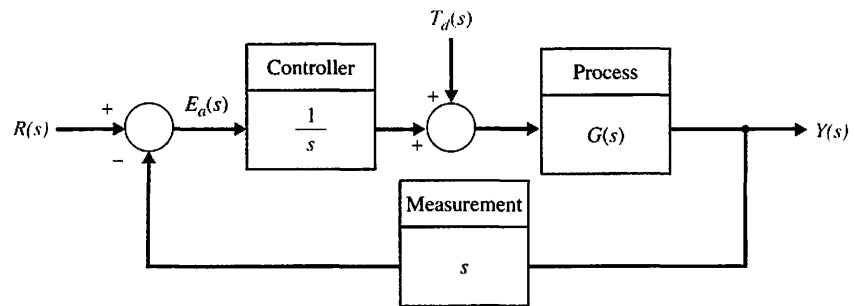 T_d(s)
Controller
Process
+
E_a(s)
+
R(s)
1
s
G(s)
Y(s)
−
+
Measurement
s